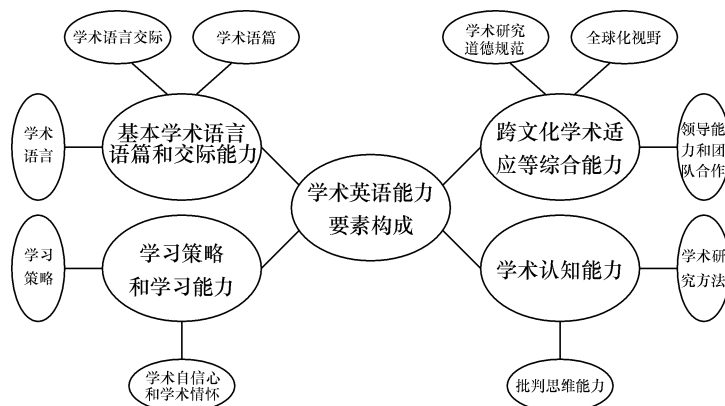 学术语言交际
学术语篇
学术研究
道德规范
全球化视野
学术
语言
基本学术语言
语篇和交际能力
跨文化学术适
应等综合能力
领导能
力和团
队合作
学术英语能力
要素构成
学习
策略
学习策略
和学习能力
学术认知能力
学术研
究方法
学术自信心
和学术情怀
批判思维能力